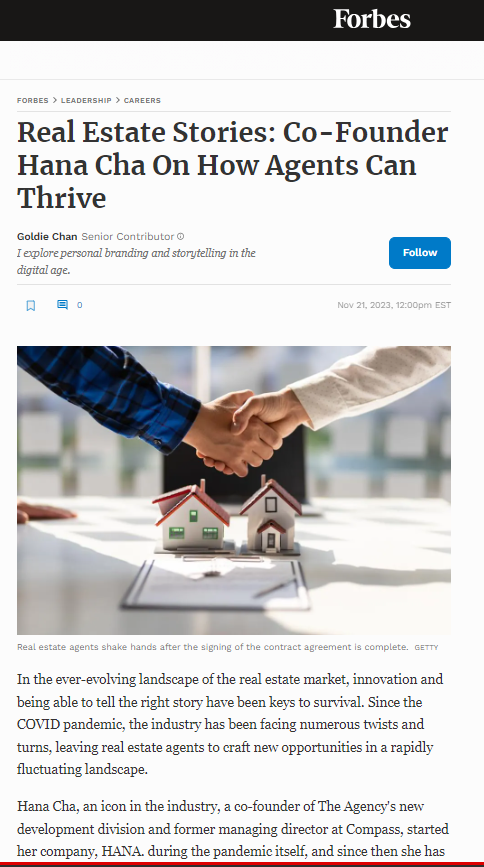 Forbes
FORBES > LEADERSHIP > CAREERS
Real Estate Stories: Co-Founder
Hana Cha On How Agents Can
Thrive
Goldie Chan Senior Contributor
I explore personal branding and storytelling in the
digital age.
Follow
0
Nov 21, 2023, 12:00pm EST
Real estate agents shake hands after the signing of the contract agreement is complete. GETTY
In the ever-evolving landscape of the real estate market, innovation and
being able to tell the right story have been keys to survival. Since the
COVID pandemic, the industry has been facing numerous twists and
turns, leaving real estate agents to craft new opportunities in a rapidly
fluctuating landscape.
Hana Cha, an icon in the industry, a co-founder of The Agency's new
development division and former managing director at Compass, started
her company, HANA. during the pandemic itself, and since then she has